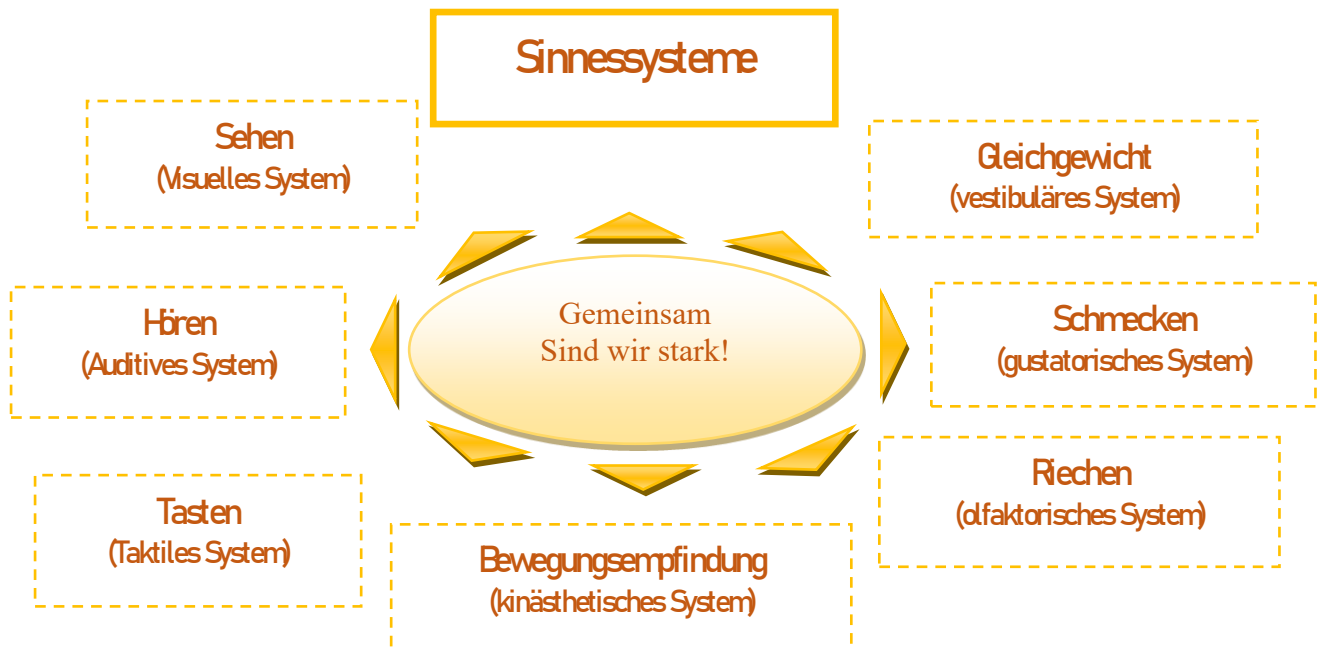 Sinnessysteme
Sehen
(Visuelles System)
Gleichgewicht
(vestibuläres System)
Gemeinsam
Sind wir stark!
Hören
(Auditives System)
Schmecken
(gustatorisches System)
Tasten
(Taktiles System)
Riechen
(olfaktorisches System)
Bewegungsempfindung
(kinästhetisches System)